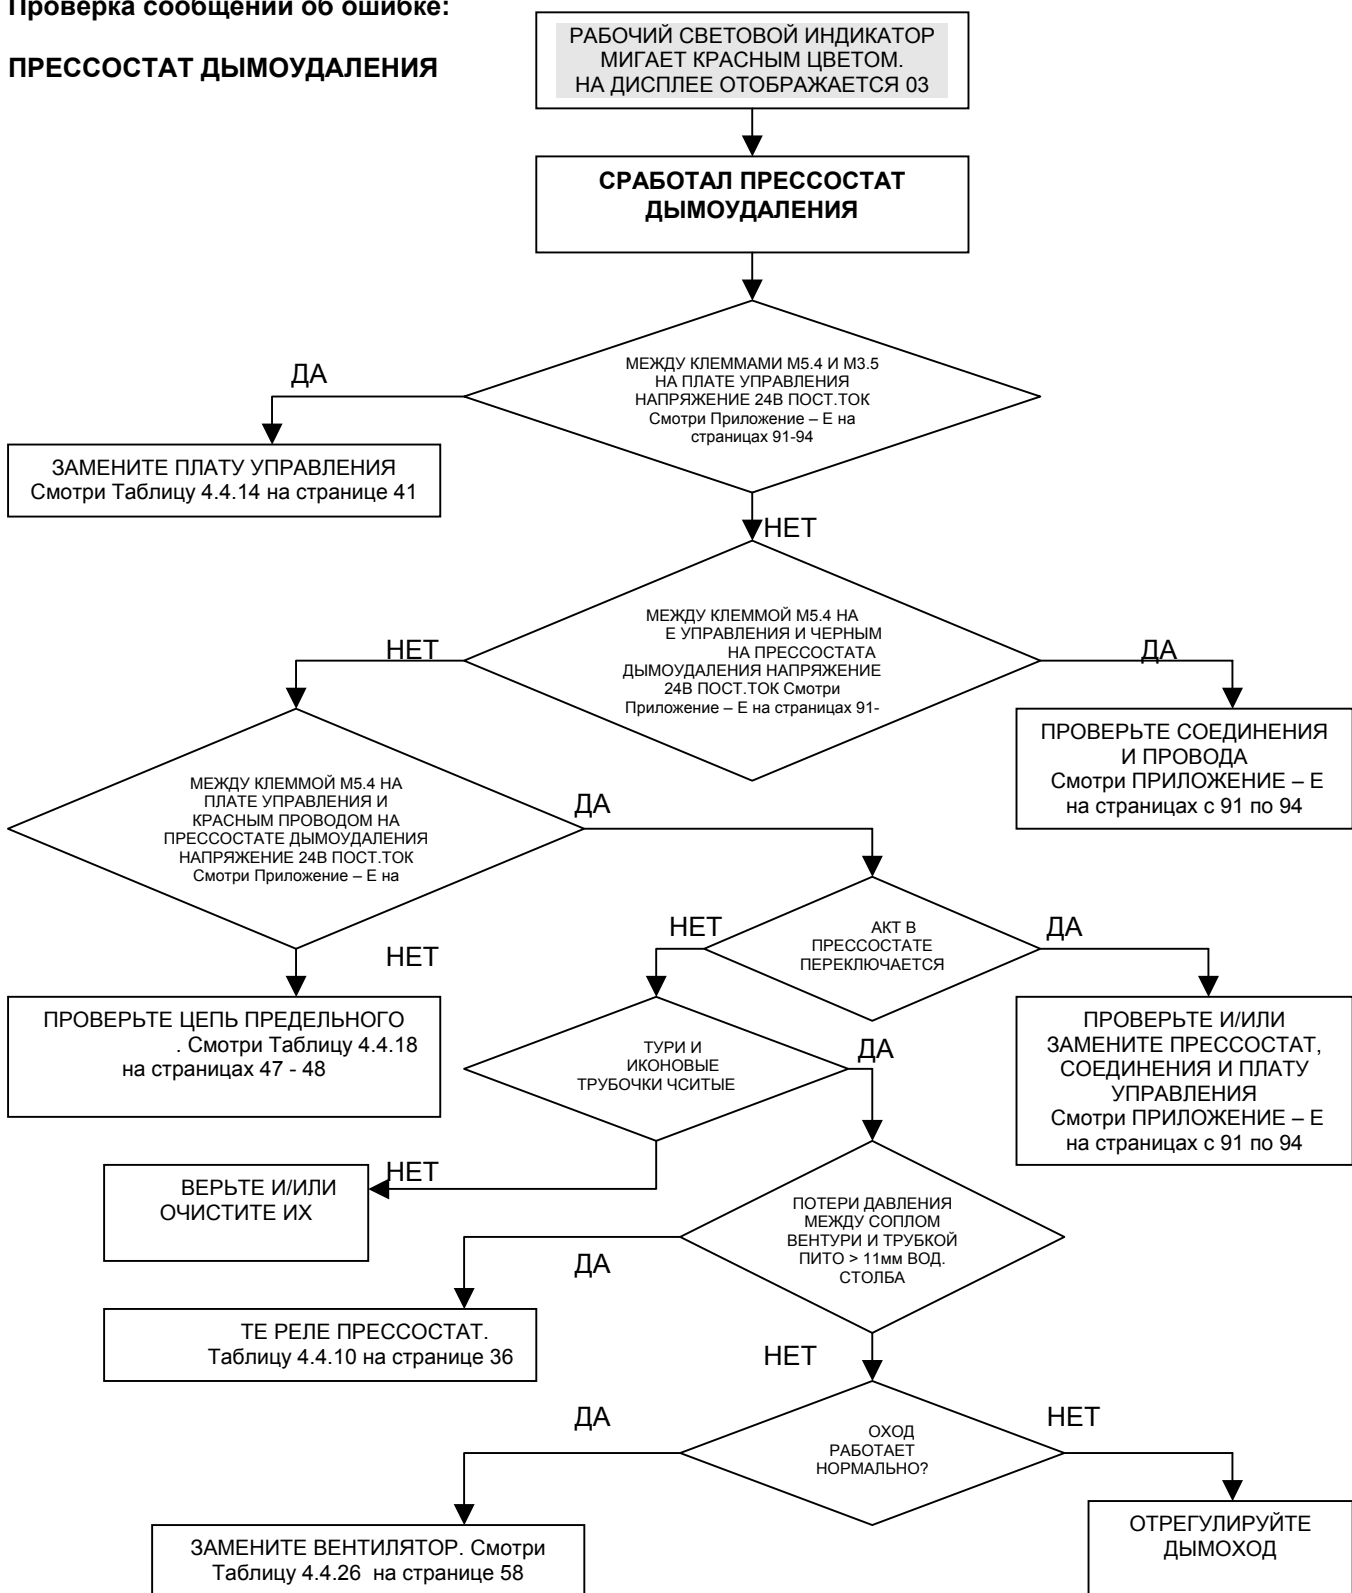 Проверка сообщений об ошибке:
ПРЕССОСТАТ ДЫМОУДАЛЕНИЯ
РАБОЧИЙ СВЕТОВОЙ ИНДИКАТОР
МИГАЕТ КРАСНЫМ ЦВЕТОМ.
НА ДИСПЛЕЕ ОТОБРАЖАЕТСЯ 03
СРАБОТАЛ ПРЕССОСТАТ
ДЫМОУДАЛЕНИЯ
МЕЖДУ КЛЕММАМИ М5.4 И М3.5
НА ПЛАТЕ УПРАВЛЕНИЯ
НАПРЯЖЕНИЕ 24В ПОСТ.ТОК
Смотри Приложение – Е на
страницах 91-94
ДА
ЗАМЕНИТЕ ПЛАТУ УПРАВЛЕНИЯ
Смотри Таблицу 4.4.14 на странице 41
НЕТ
МЕЖДУ КЛЕММОЙ М5.4 НА
Е УПРАВЛЕНИЯ И ЧЕРНЫМ
НА ПРЕССОСТАТА
ДЫМОУДАЛЕНИЯ НАПРЯЖЕНИЕ
24В ПОСТ.ТОК Смотри
Приложение – Е на страницах 91-
НЕТ
ДА
ПРОВЕРЬТЕ СОЕДИНЕНИЯ
И ПРОВОДА
Смотри ПРИЛОЖЕНИЕ – Е
на страницах с 91 по 94
МЕЖДУ КЛЕММОЙ М5.4 НА
ПЛАТЕ УПРАВЛЕНИЯ И
КРАСНЫМ ПРОВОДОМ НА
ПРЕССОСТАТЕ ДЫМОУДАЛЕНИЯ
НАПРЯЖЕНИЕ 24В ПОСТ.ТОК
Смотри Приложение – Е на
ДА
НЕТ
ПРОВЕРЬТЕ ЦЕПЬ ПРЕДЕЛЬНОГО
. Смотри Таблицу 4.4.18
на страницах 47 - 48
АКТ В
ПРЕССОСТАТЕ
ПЕРЕКЛЮЧАЕТСЯ
НЕТ
ДА
ПРОВЕРЬТЕ И/ИЛИ
ЗАМЕНИТЕ ПРЕССОСТАТ,
СОЕДИНЕНИЯ И ПЛАТУ
УПРАВЛЕНИЯ
Смотри ПРИЛОЖЕНИЕ – Е
на страницах с 91 по 94
ТУРИ И
ИКОНОВЫЕ
ТРУБОЧКИ ЧСИТЫЕ
ДА
НЕТ
ВЕРЬТЕ И/ИЛИ
ОЧИСТИТЕ ИХ
ПОТЕРИ ДАВЛЕНИЯ
МЕЖДУ СОПЛОМ
ВЕНТУРИ И ТРУБКОЙ
ПИТО > 11мм ВОД.
СТОЛБА
ДА
ТЕ РЕЛЕ ПРЕССОСТАТ.
Таблицу 4.4.10 на странице 36
НЕТ
ОХОД
РАБОТАЕТ
НОРМАЛЬНО?
ДА
НЕТ
ЗАМЕНИТЕ ВЕНТИЛЯТОР. Смотри
Таблицу 4.4.26 на странице 58
ОТРЕГУЛИРУЙТЕ
ДЫМОХОД